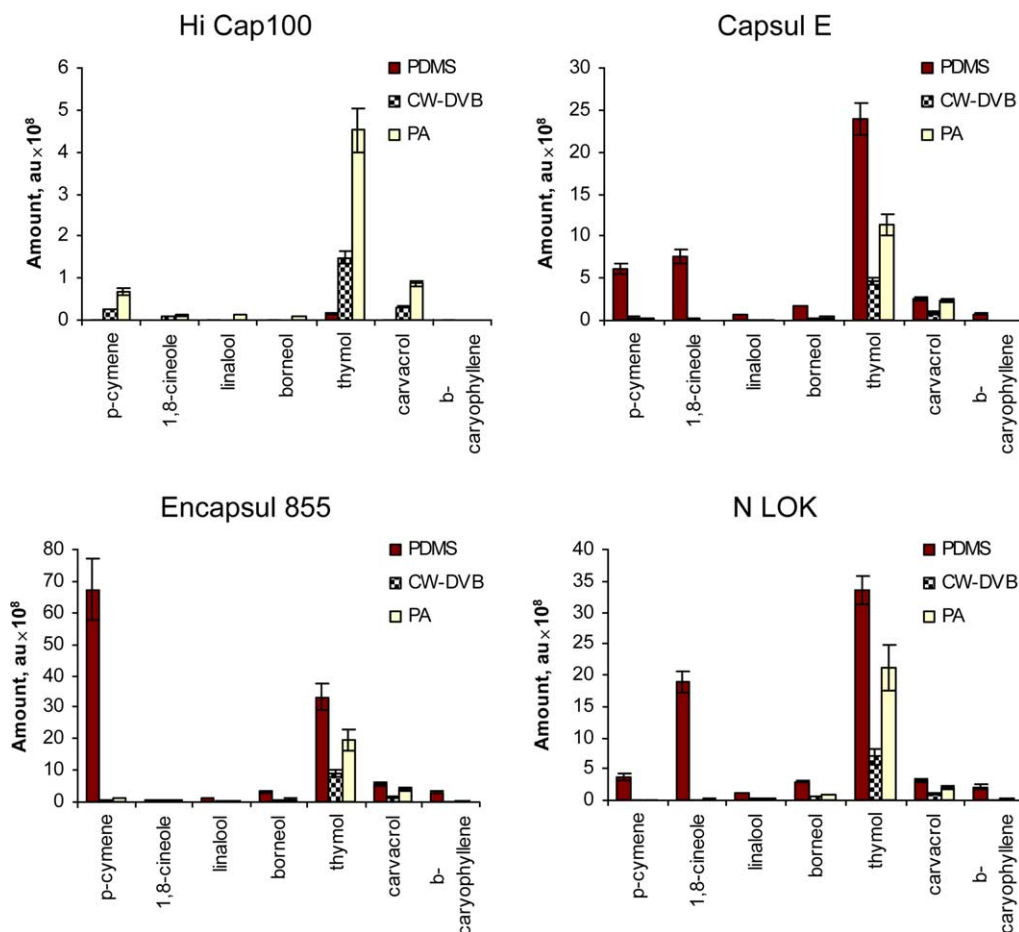 Hi Cap100
Amount, au×10⁸
6
5
4
3
2
1
0
PDMS
CW-DVB
PA
p-cymene
1,8-cineole
linalool
borneol
thymol
carvacrol
b-
caryophyllene
Capsul E
Amount, au×10⁸
30
25
20
15
10
5
0
PDMS
CW-DVB
PA
p-cymene
1,8-cineole
linalool
borneol
thymol
carvacrol
b-
caryophyllene
Encapsul 855
Amount, au×10⁸
80
70
60
50
40
30
20
10
0
PDMS
CW-DVB
PA
p-cymene
1,8-cineole
linalool
borneol
thymol
carvacrol
b-
caryophyllene
N LOK
Amount, au×10⁸
40
35
30
25
20
15
10
5
0
PDMS
CW-DVB
PA
p-cymene
1,8-cineole
linalool
borneol
thymol
carvacrol
b-
caryophyllene